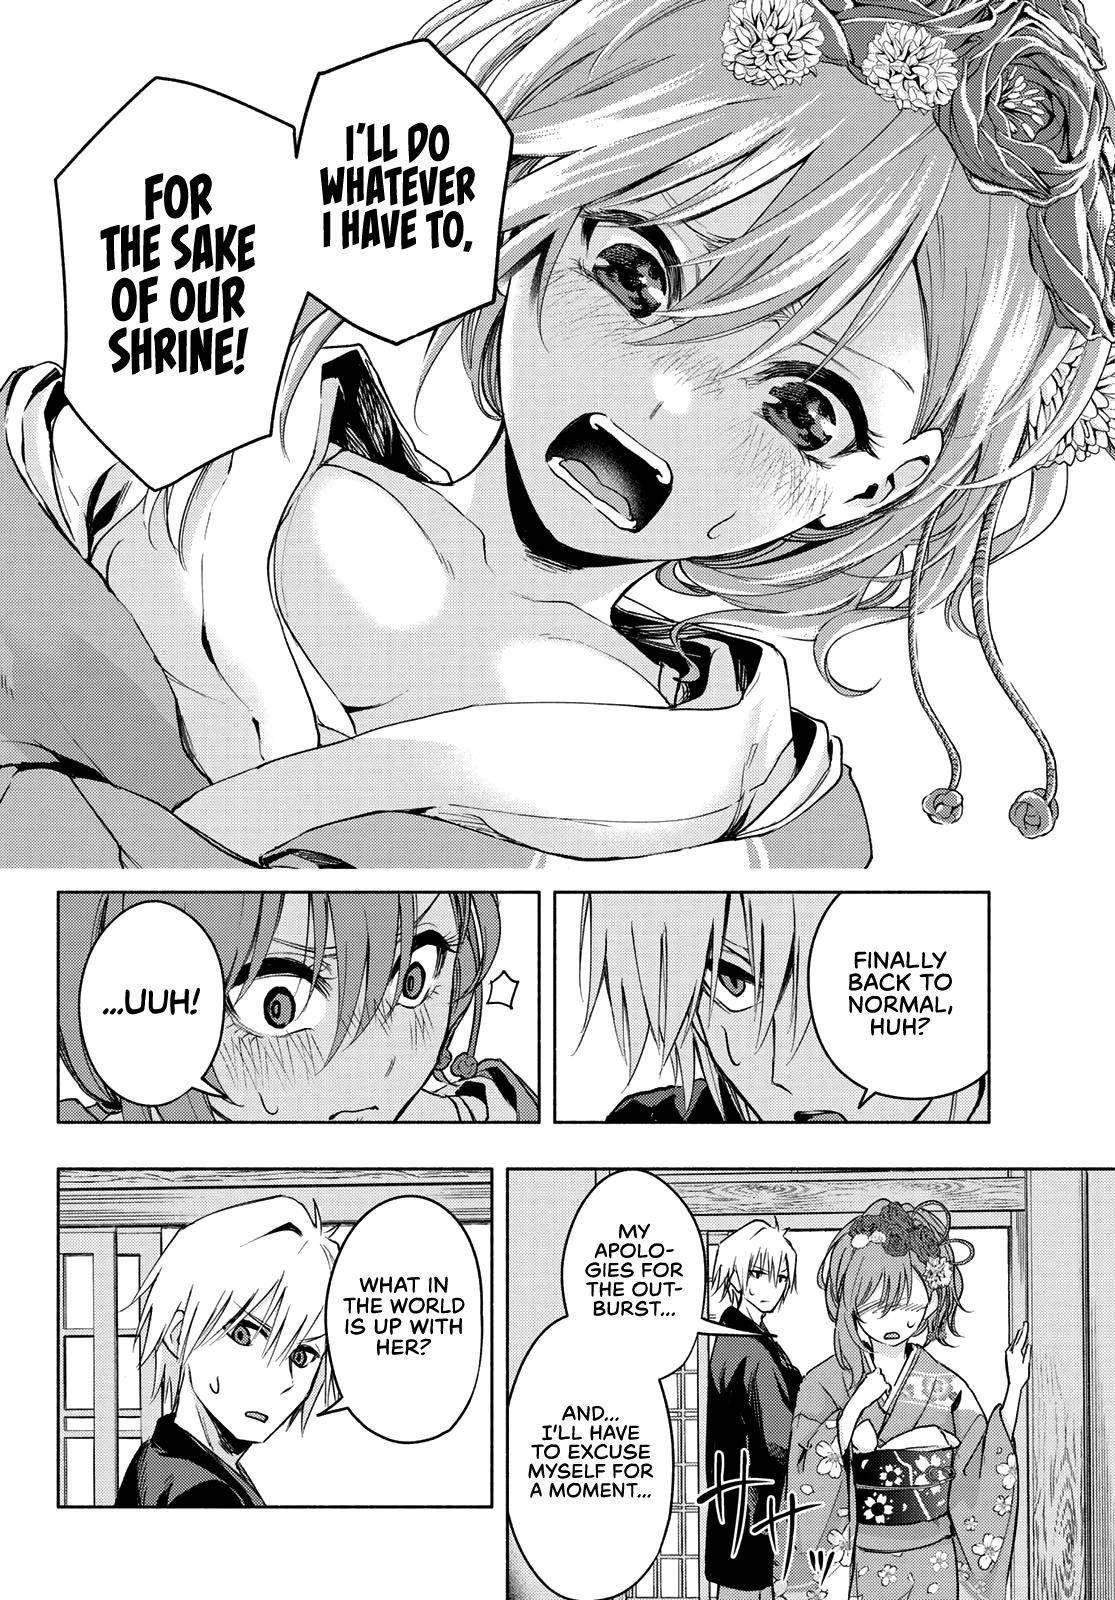 I'LL DO
WHATEVER
I HAVE TO,
FOR
THE SAKE
OF OUR
SHRINE!
FINALLY
BACK TO
NORMAL,
HUH?
...UUH!
MY
APOLO-
GIES FOR
THE OUT-
BURST...
AND...
I'LL HAVE
TO EXCUSE
MYSELF FOR
A MOMENT...
ササッ
WHAT IN
THE WORLD
IS UP WITH
HER?